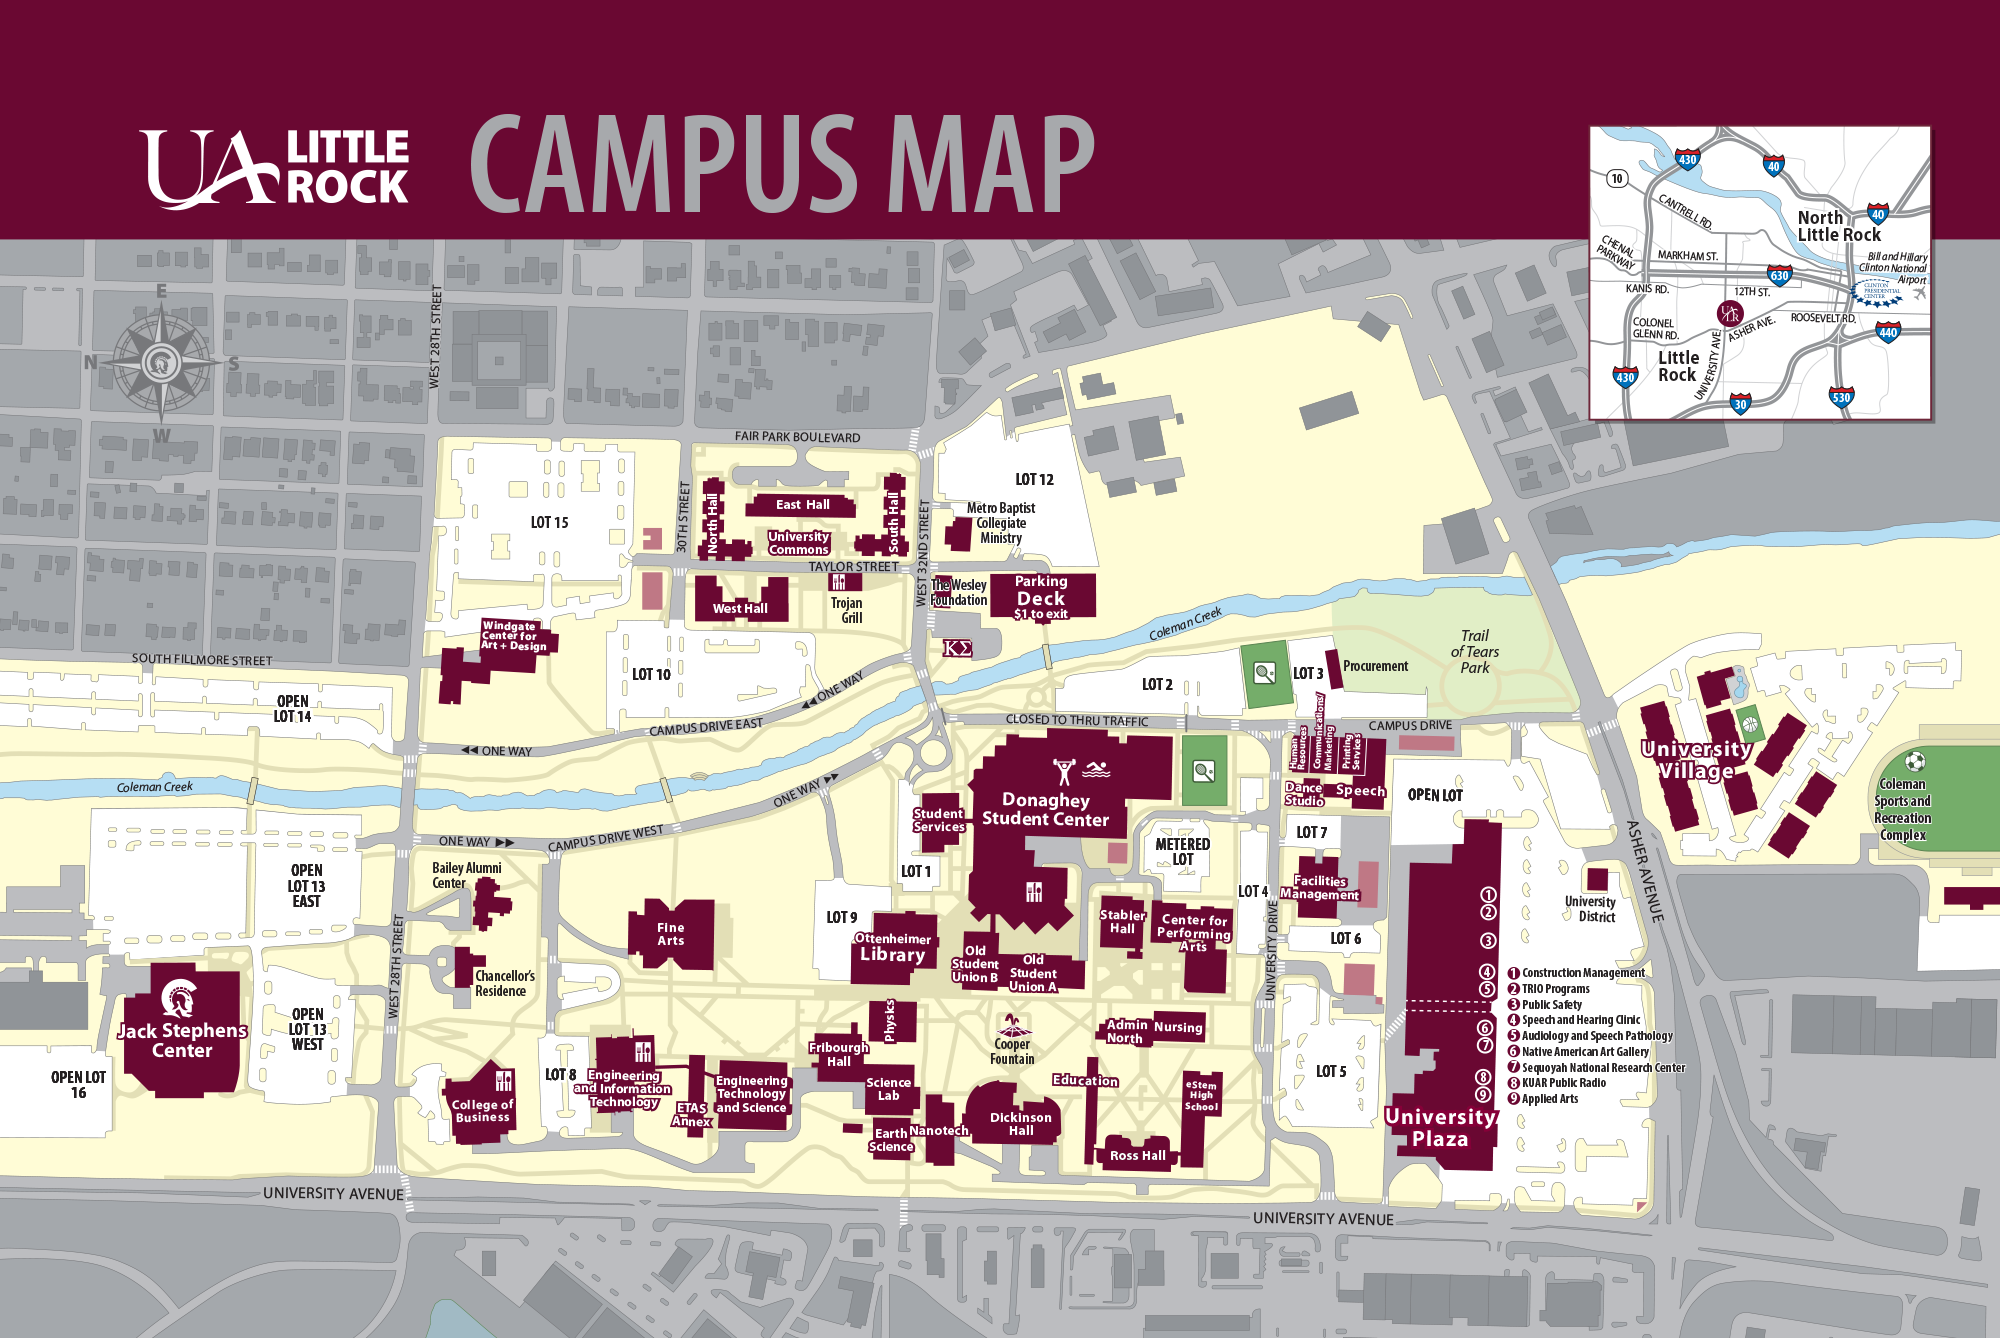 UA LITTLE
ROCK
CAMPUS MAP
430
40
10
CANTRELL RD.
North
Little Rock
40
CHENAL
PARKWAY
MARKHAM ST.
Bill and Hillary
Clinton National
Airport
630
KANIS RD.
12TH ST.
CLINTON
PRESIDENTIAL
CENTER
UA
LR
COLONEL
GLENN RD.
ASHER AVE.
ROOSEVELT RD.
440
Little
Rock
UNIVERSITY AVE.
430
30
530
E
N
S
W
WEST 28TH STREET
FAIR PARK BOULEVARD
LOT 15
30TH STREET
North Hall
East Hall
University
Commons
South Hall
WEST 32ND STREET
LOT 12
Metro Baptist
Collegiate
Ministry
TAYLOR STREET
West Hall
Trojan
Grill
The Wesley
Foundation
Parking
Deck
$1 to exit
ΚΣ
Coleman Creek
Windgate
Center for
Art + Design
SOUTH FILLMORE STREET
OPEN
LOT 14
LOT 10
ONE WAY
CAMPUS DRIVE EAST
ONE WAY
LOT 2
LOT 3
Procurement
Trail
of Tears
Park
CLOSED TO THRU TRAFFIC
CAMPUS DRIVE
Human
Resources
Communications/
Marketing
Printing
Services
Dance
Studio
Speech
OPEN LOT
University
Village
Coleman
Sports and
Recreation
Complex
ASHER AVENUE
Coleman Creek
ONE WAY
CAMPUS DRIVE WEST
ONE WAY
Student
Services
Donaghey
Student Center
METERED
LOT
LOT 7
LOT 1
LOT 4
Facilities
Management
University
District
OPEN
LOT 13
EAST
Bailey Alumni
Center
WEST 28TH STREET
Chancellor's
Residence
Fine
Arts
LOT 9
Ottenheimer
Library
Old
Student
Union B
Old
Student
Union A
Stabler
Hall
Center for
Performing
Arts
UNIVERSITY DRIVE
LOT 6
Jack Stephens
Center
OPEN
LOT 13
WEST
OPEN LOT
16
College of
Business
LOT 8
Engineering
and Information
Technology
ETAS
Annex
Engineering
Technology
and Science
Fribourgh
Hall
Physics
Science
Lab
Earth
Science
Nanotech
Cooper
Fountain
Dickinson
Hall
Admin
North
Nursing
Education
eStem
High
School
Ross Hall
LOT 5
University
Plaza
1
2
3
4
5
6
7
8
9
1 Construction Management
2 TRIO Programs
3 Public Safety
4 Speech and Hearing Clinic
5 Audiology and Speech Pathology
6 Native American Art Gallery
7 Sequoyah National Research Center
8 KUAR Public Radio
9 Applied Arts
UNIVERSITY AVENUE
UNIVERSITY AVENUE